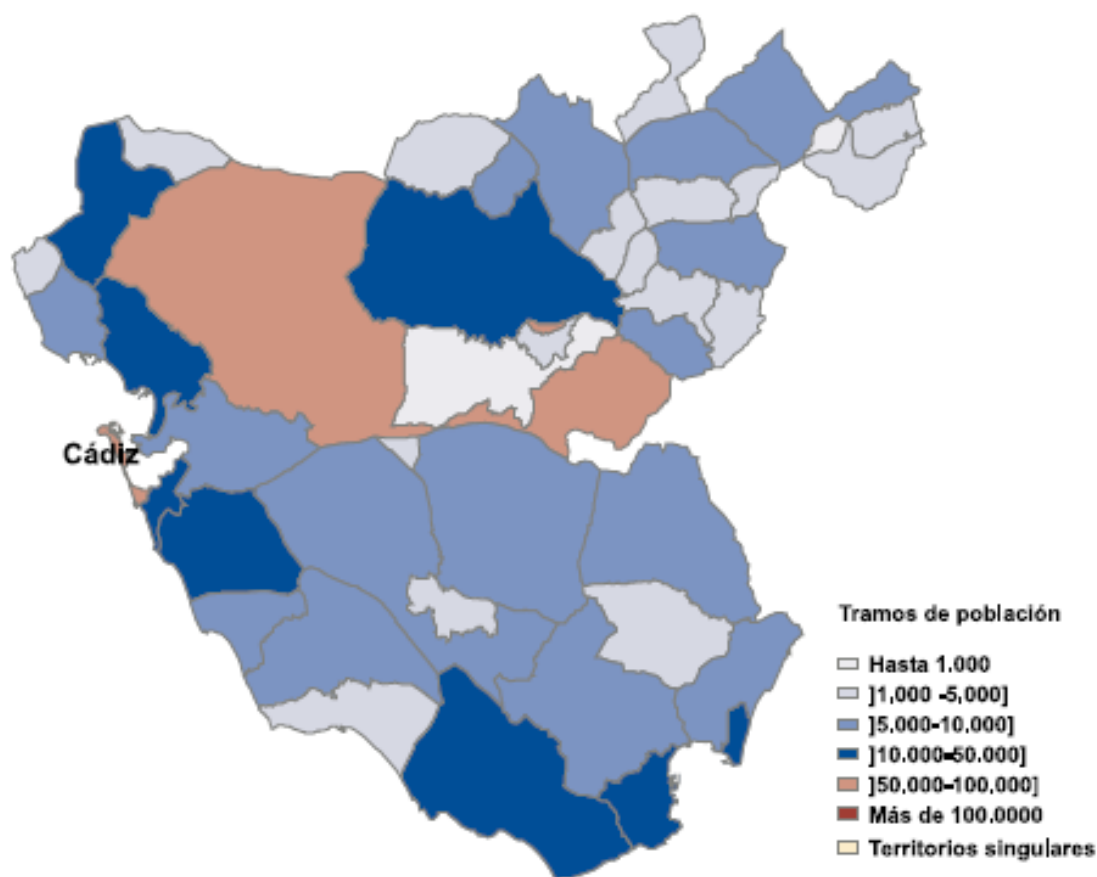 Cádiz
Tramos de población
Hasta 1.000
]1,000 -5,000]
]5.000-10.000]
]10.000-50.000]
]50.000-100.000]
Más de 100.0000
Territorios singulares